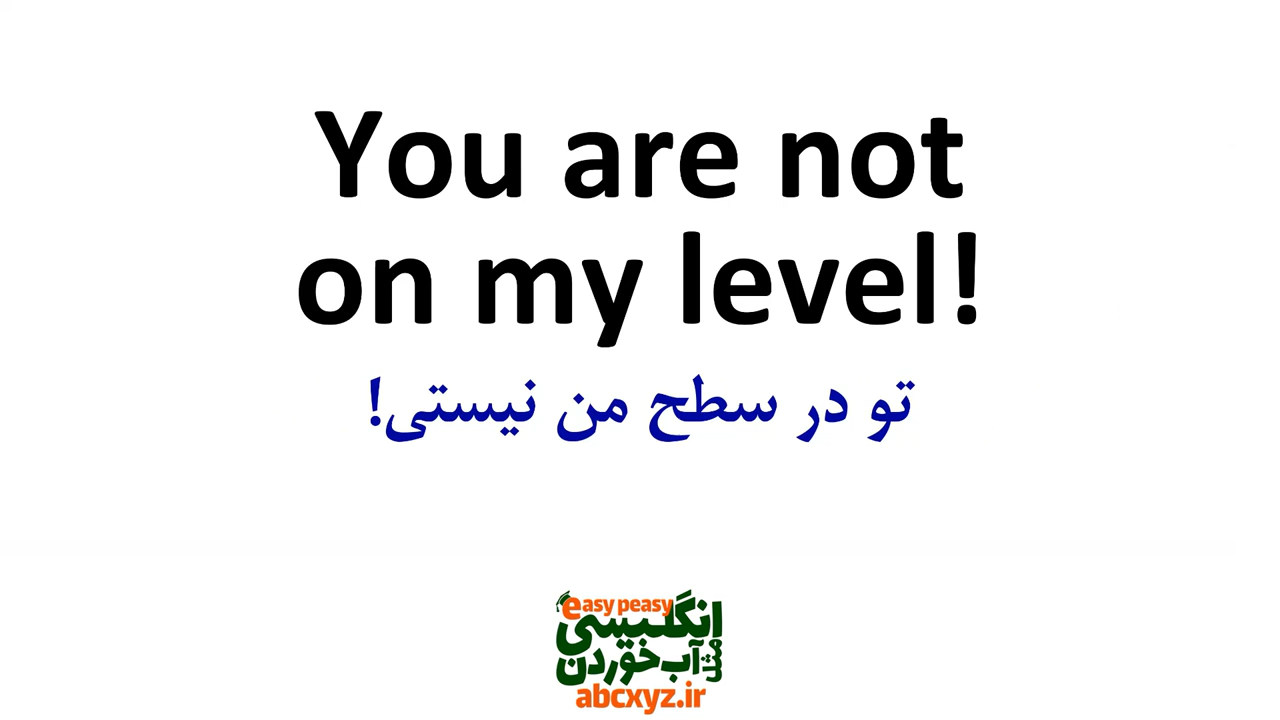 You are not
on my level!
تو در سطح من نیستی!
easy peasy
انگلیسی
مثل آب خوردن
abcxyz.ir